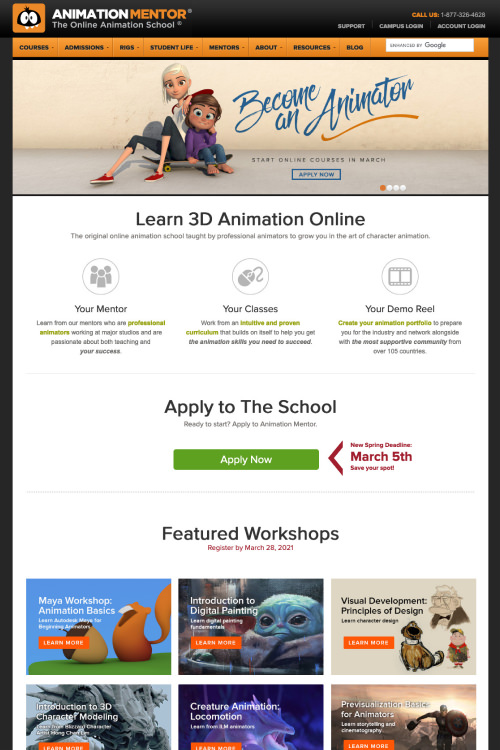 ANIMATIONMENTOR®
The Online Animation School ®
CALL US: 1-877-326-4628
SUPPORT CAMPUS LOGIN ACCOUNT LOGIN
COURSES ADMISSIONS RIGS STUDENT LIFE MENTORS ABOUT RESOURCES BLOG
ENHANCED BY Google
Become
an Animator
START ONLINE COURSES IN MARCH
APPLY NOW
Learn 3D Animation Online
The original online animation school taught by professional animators to grow you in the art of character animation.
Your Mentor
Learn from our mentors who are professional
animators working at major studios and are
passionate about both teaching and
your success.
Your Classes
Work from an intuitive and proven
curriculum that builds on itself to help you get
the animation skills you need to succeed.
Your Demo Reel
Create your animation portfolio to prepare
you for the industry and network alongside
with the most supportive community from
over 105 countries.
Apply to The School
Ready to start? Apply to Animation Mentor.
Apply Now
New Spring Deadline:
March 5th
Save your spot!
Featured Workshops
Register by March 28, 2021
Maya Workshop:
Animation Basics
Learn Autodesk Maya for
Beginning Animators
LEARN MORE
Introduction to
Digital Painting
Learn digital painting
fundamentals
LEARN MORE
Visual Development:
Principles of Design
Learn character design
LEARN MORE
Introduction to 3D
Character Modeling
Learn from Blizzard Character
Artist Hong Chan Lim
Creature Animation:
Locomotion
Learn from ILM animators
LEARN MORE
Previsualization Basics
for Animators
Learn storytelling and
cinematography
LEARN MORE